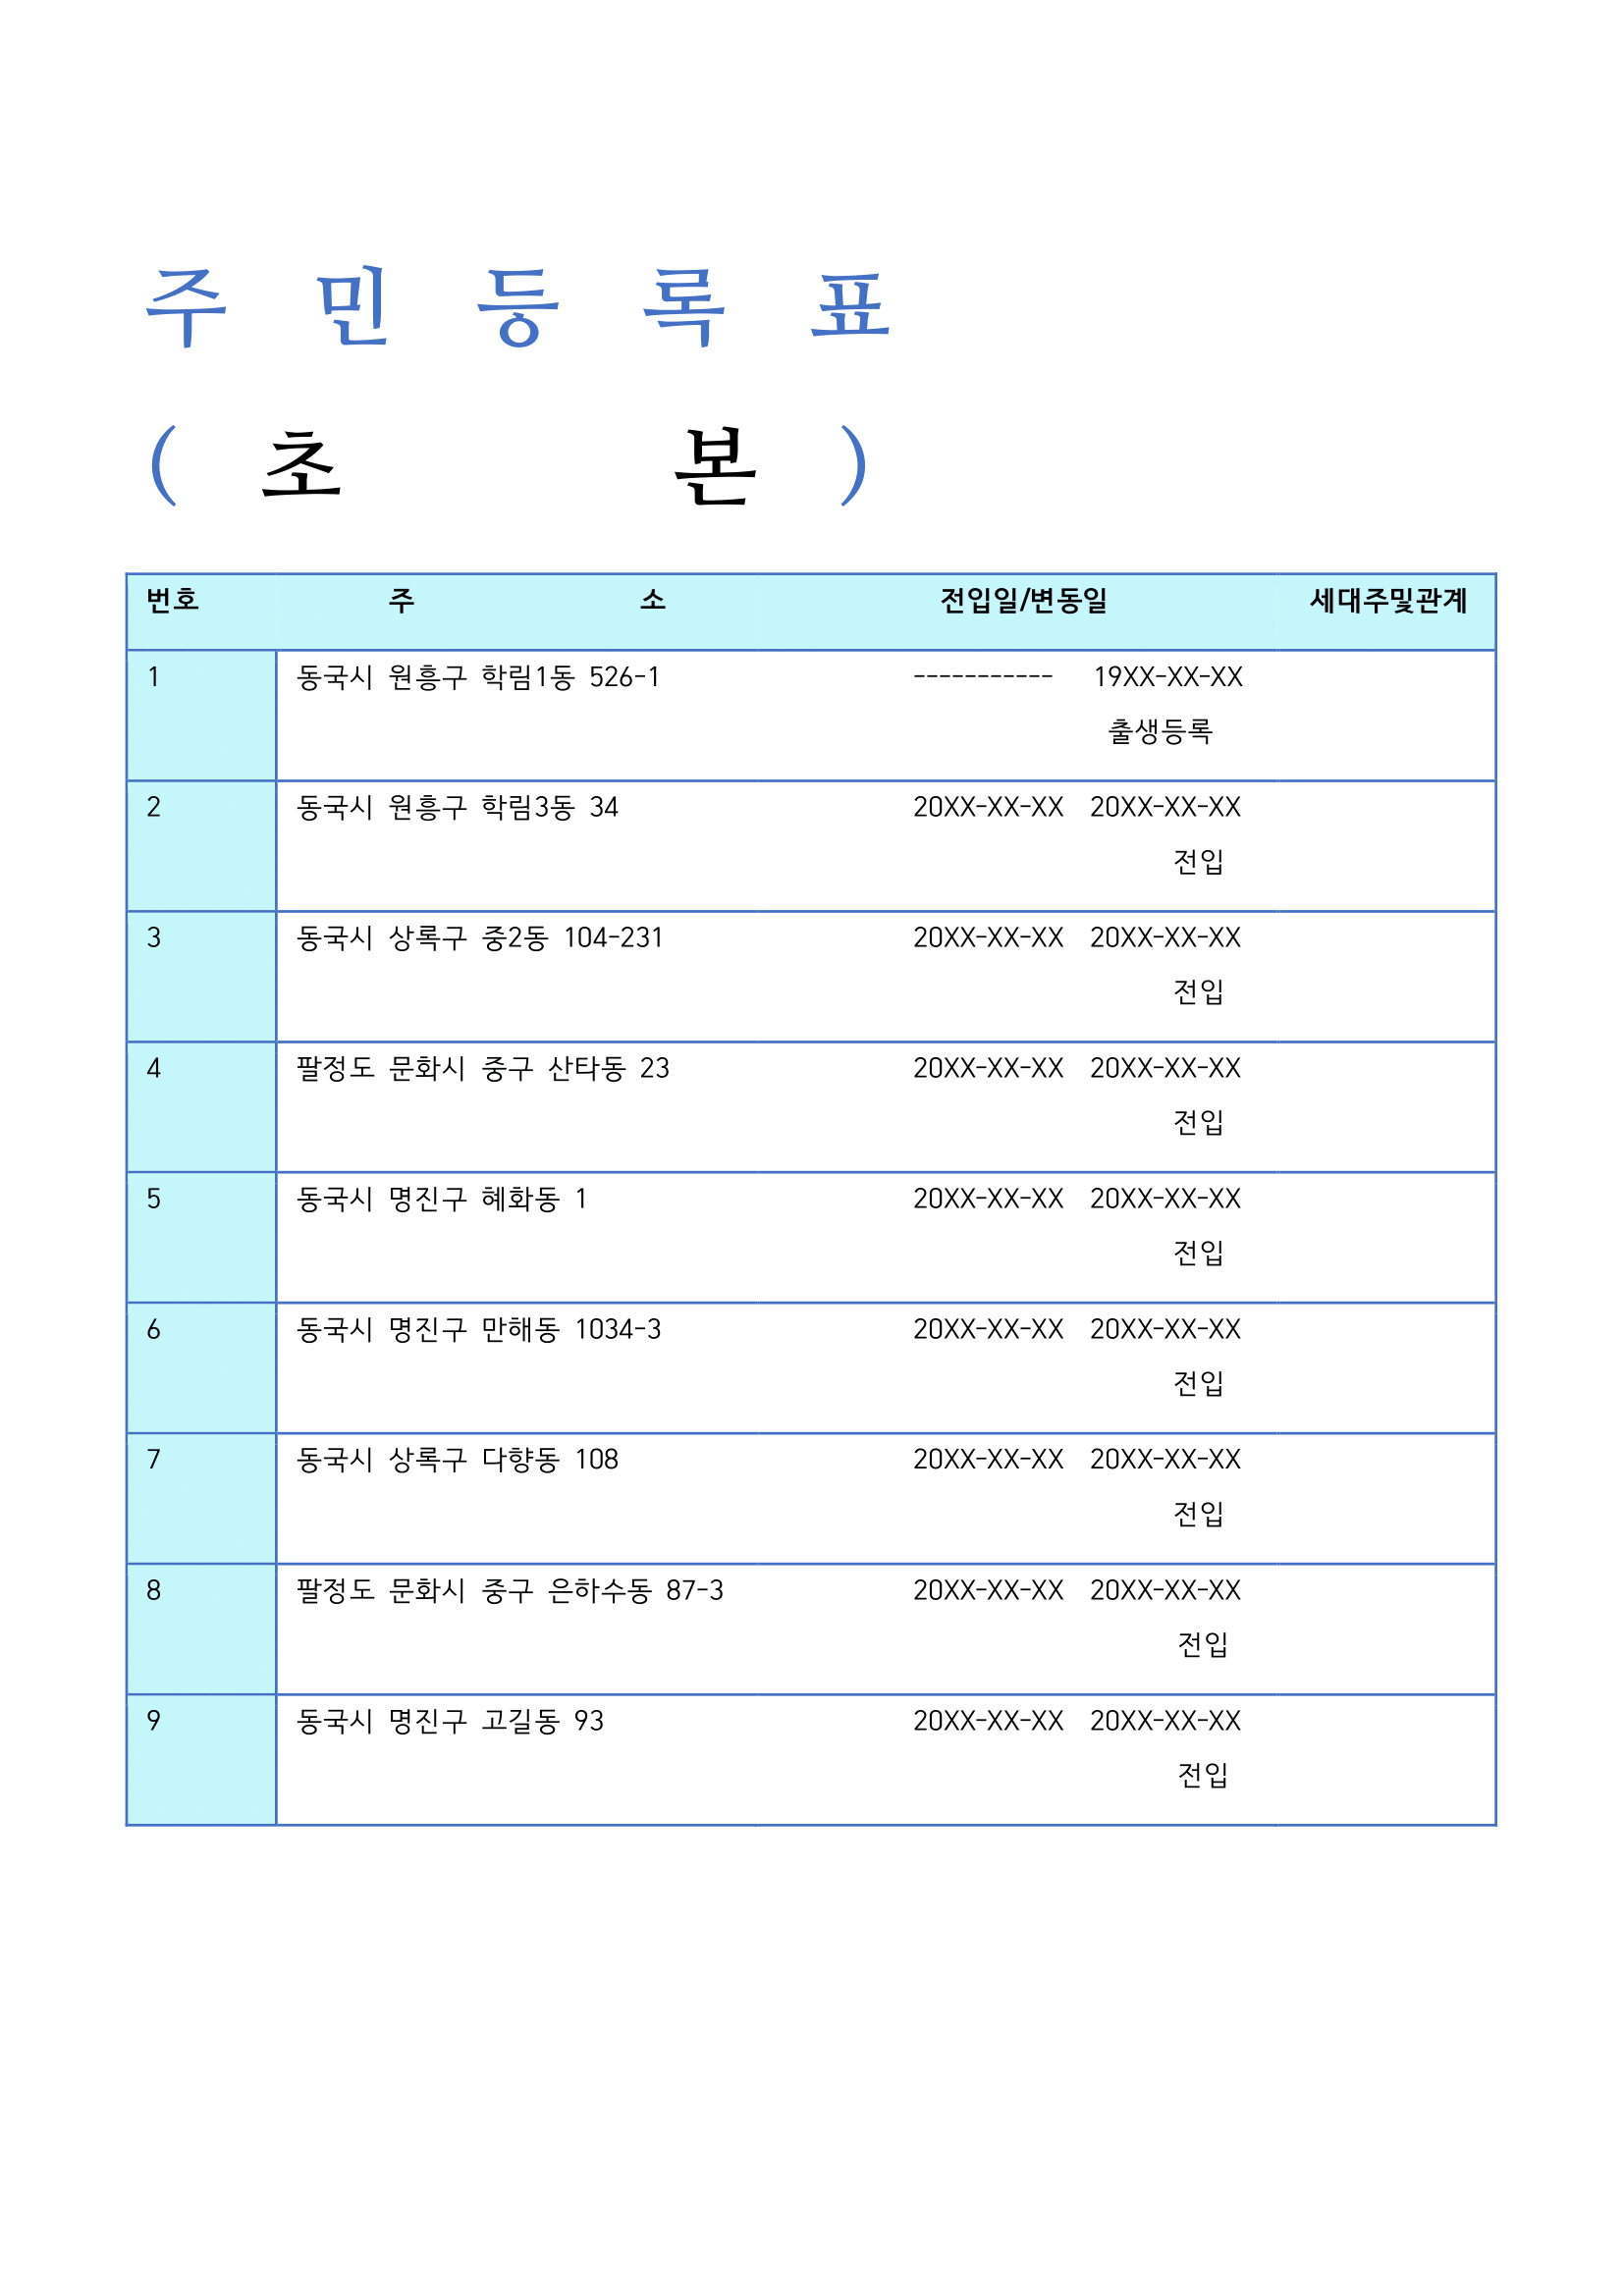 주 민 등 록 표
( 초 본 )
번호 주 소 전입일/변동일 세대주및관계
1 동국시 원흥구 학림1동 526-1 ----------- 19XX-XX-XX
출생등록
2 동국시 원흥구 학림3동 34 20XX-XX-XX 20XX-XX-XX
전입
3 동국시 상록구 중2동 104-231 20XX-XX-XX 20XX-XX-XX
전입
4 팔정도 문화시 중구 산타동 23 20XX-XX-XX 20XX-XX-XX
전입
5 동국시 명진구 혜화동 1 20XX-XX-XX 20XX-XX-XX
전입
6 동국시 명진구 만해동 1034-3 20XX-XX-XX 20XX-XX-XX
전입
7 동국시 상록구 다향동 108 20XX-XX-XX 20XX-XX-XX
전입
8 팔정도 문화시 중구 은하수동 87-3 20XX-XX-XX 20XX-XX-XX
전입
9 동국시 명진구 고길동 93 20XX-XX-XX 20XX-XX-XX
전입